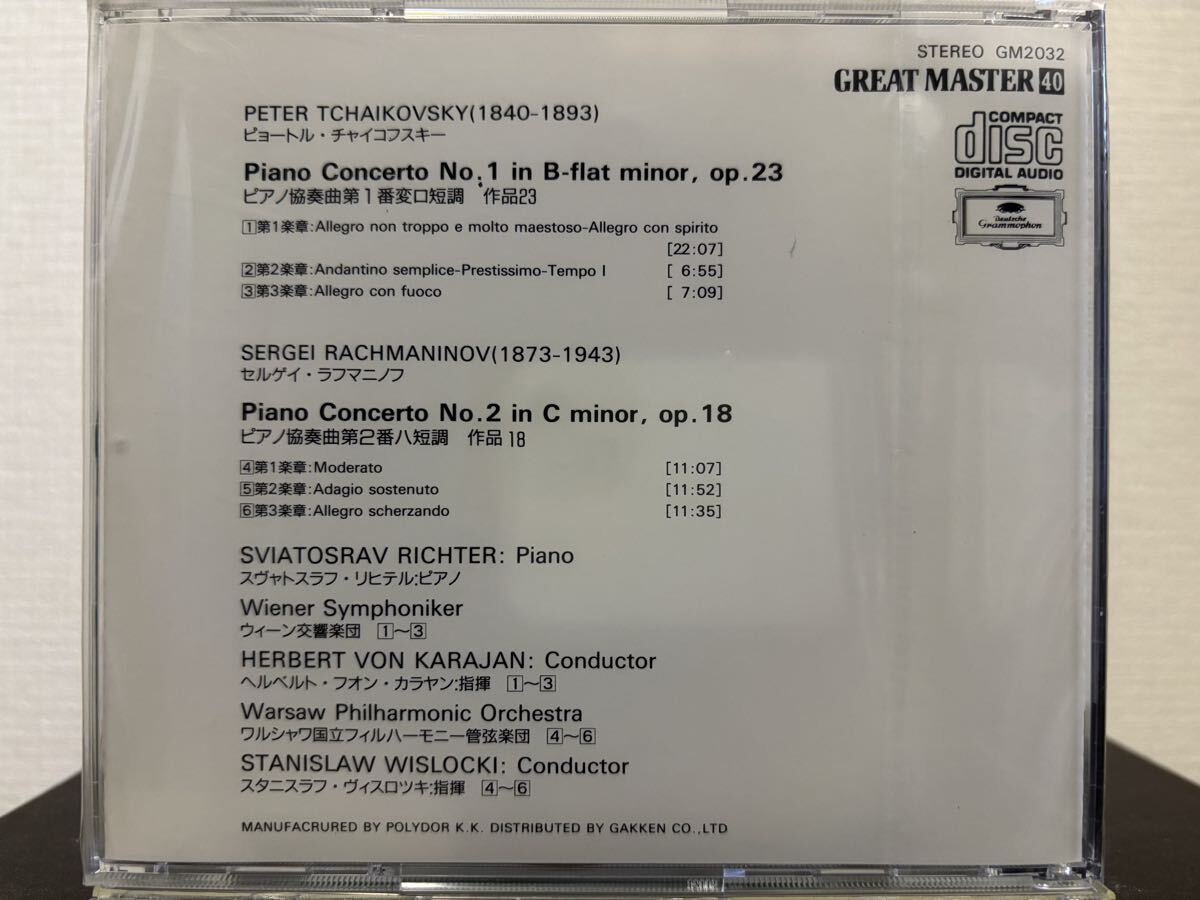 STEREO GM2032
GREAT MASTER 40
COMPACT
disc
DIGITAL AUDIO
Deutsche
Grammophon
PETER TCHAIKOVSKY(1840-1893)
ピョートル・チャイコフスキー
Piano Concerto No.1 in B-flat minor, op.23
ピアノ協奏曲第1番変ロ短調 作品23
1第1楽章:Allegro non troppo e molto maestoso-Allegro con spirito
[22:07]
2第2楽章:Andantino semplice-Prestissimo-Tempo I [ 6:55]
3第3楽章:Allegro con fuoco [ 7:09]
SERGEI RACHMANINOV(1873-1943)
セルゲイ・ラフマニノフ
Piano Concerto No.2 in C minor, op.18
ピアノ協奏曲第2番ハ短調 作品18
4第1楽章:Moderato [11:07]
5第2楽章:Adagio sostenuto [11:52]
6第3楽章:Allegro scherzando [11:35]
SVIATOSRAV RICHTER: Piano
スヴャトスラフ・リヒテル:ピアノ
Wiener Symphoniker
ウィーン交響楽団 1〜3
HERBERT VON KARAJAN: Conductor
ヘルベルト・フオン・カラヤン:指揮 1〜3
Warsaw Philharmonic Orchestra
ワルシャワ国立フィルハーモニー管弦楽団 4〜6
STANISLAW WISLOCKI: Conductor
スタニスラフ・ヴィスロツキ:指揮 4〜6
MANUFACRURED BY POLYDOR K.K. DISTRIBUTED BY GAKKEN CO.,LTD